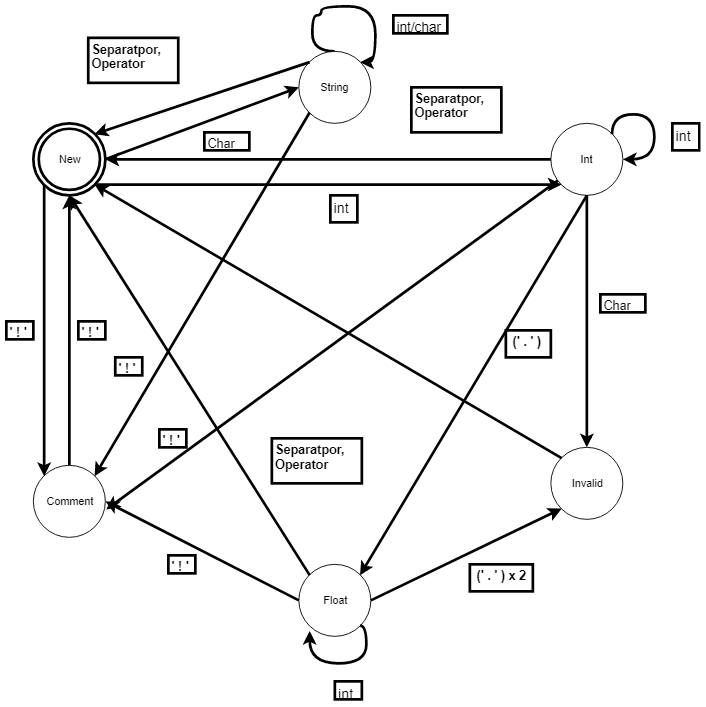 int/char
Separatpor,
Operator
String
Separatpor,
Operator
Char
int
New
Int
int
Char
'!'
'!'
('.')
'!'
'!'
Separatpor,
Operator
Invalid
Comment
'!'
('.') x 2
Float
int